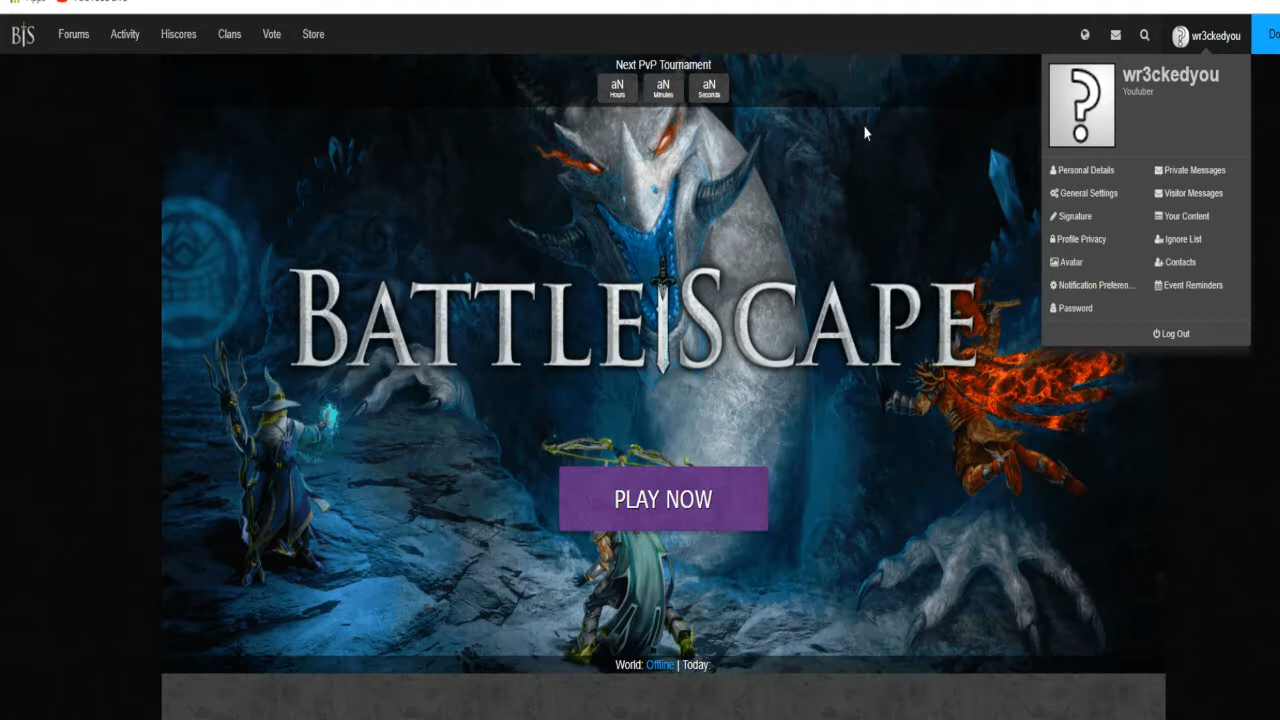 Apps
BIS Forums Activity Hiscores Clans Vote Store wr3ckedyou Do
Next PvP Tournament
aN aN aN
Hours Minutes Seconds
wr3ckedyou
Youtuber
Personal Details Private Messages
General Settings Visitor Messages
Signature Your Content
Profile Privacy Ignore List
Avatar Contacts
Notification Preferen... Event Reminders
Password
Log Out
BATTLESCAPE
PLAY NOW
World: Offline | Today: